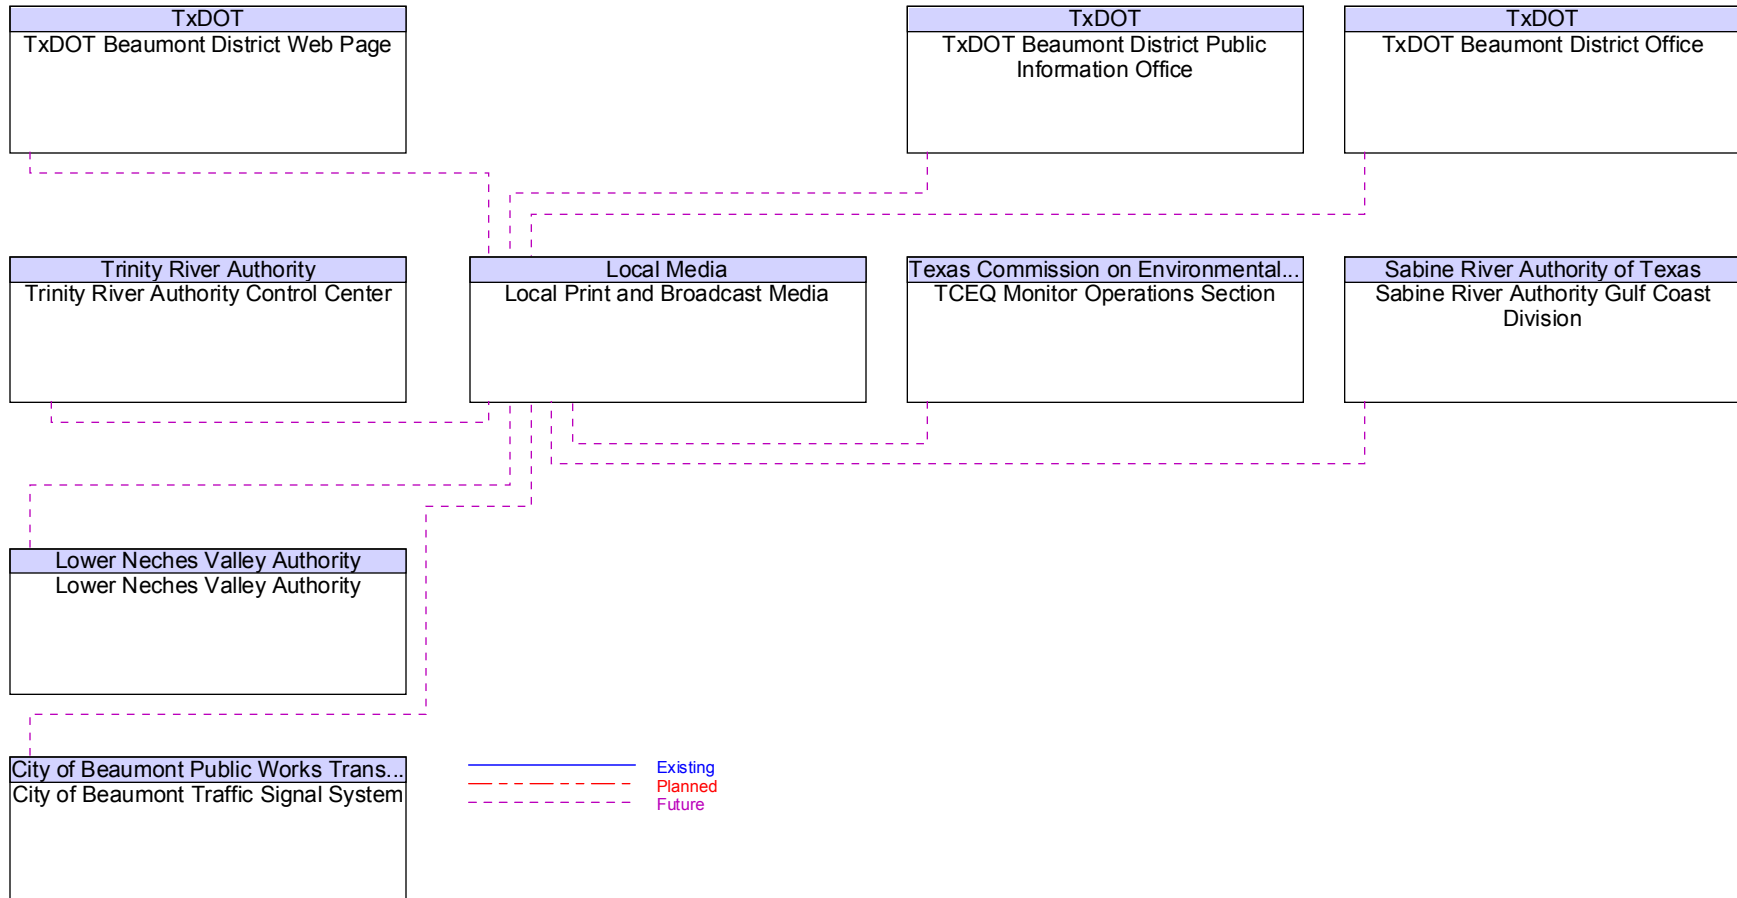 TxDOT
TxDOT Beaumont District Web Page
TxDOT
TxDOT Beaumont District Public
Information Office
TxDOT
TxDOT Beaumont District Office
Trinity River Authority
Trinity River Authority Control Center
Local Media
Local Print and Broadcast Media
Texas Commission on Environmental...
TCEQ Monitor Operations Section
Sabine River Authority of Texas
Sabine River Authority Gulf Coast
Division
Lower Neches Valley Authority
Lower Neches Valley Authority
City of Beaumont Public Works Trans...
City of Beaumont Traffic Signal System
Existing
Planned
Future